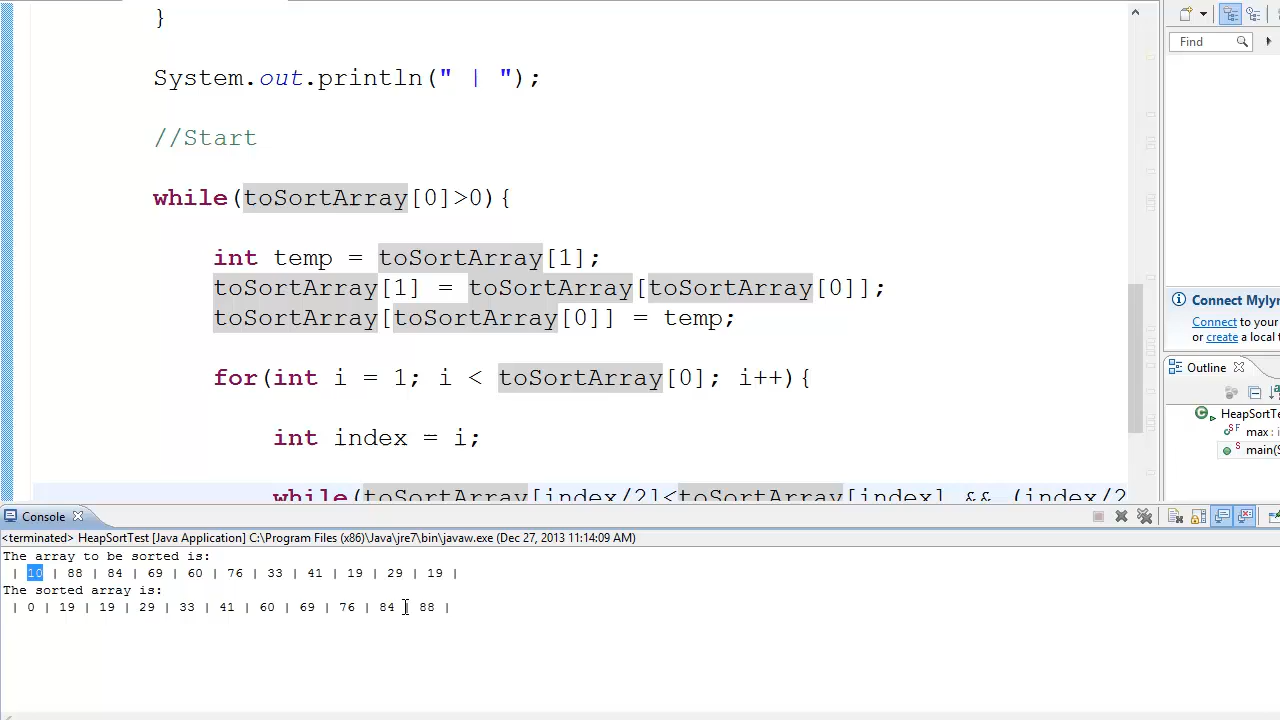 }
System.out.println(" | ");
//Start
while(toSortArray[0]>0){
int temp = toSortArray[1];
toSortArray[1] = toSortArray[toSortArray[0]];
toSortArray[toSortArray[0]] = temp;
for(int i = 1; i < toSortArray[0]; i++){
int index = i;
while(toSortArray[index/2]<toSortArray[index] && (index/2
Find
Connect Mylyn
Connect to your
or create a local
Outline
HeapSortTe
max : i
main(S
Console
<terminated> HeapSortTest [Java Application] C:\Program Files (x86)\Java\jre7\bin\javaw.exe (Dec 27, 2013 11:14:09 AM)
The array to be sorted is:
| 10 | 88 | 84 | 69 | 60 | 76 | 33 | 41 | 19 | 29 | 19 |
The sorted array is:
| 0 | 19 | 19 | 29 | 33 | 41 | 60 | 69 | 76 | 84 | 88 |